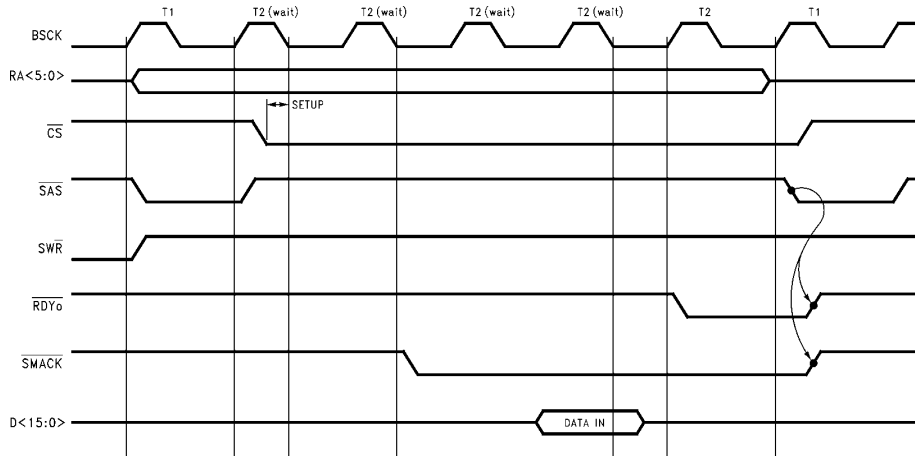 T1 T2 (wait) T2 (wait) T2 (wait) T2 (wait) T2 T1
BSCK
RA<5:0>
SETUP
CS
SAS
SWR
RDYo
SMACK
D<15:0> DATA IN